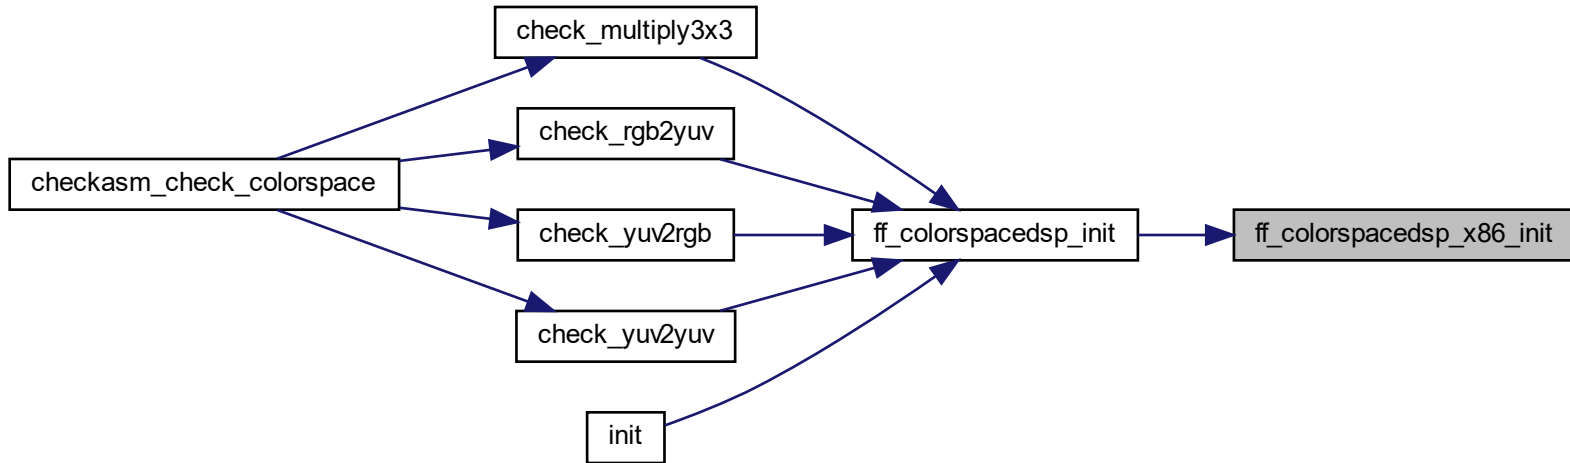 check_multiply3x3
check_rgb2yuv
checkasm_check_colorspace
check_yuv2rgb
ff_colorspacedsp_init
ff_colorspacedsp_x86_init
check_yuv2yuv
init